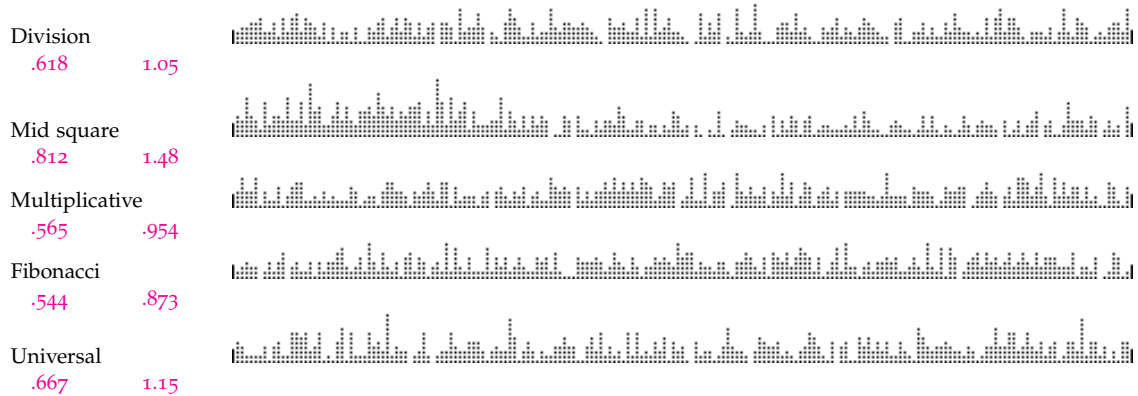 Division
.618 1.05
Mid square
.812 1.48
Multiplicative
.565 .954
Fibonacci
.544 .873
Universal
.667 1.15